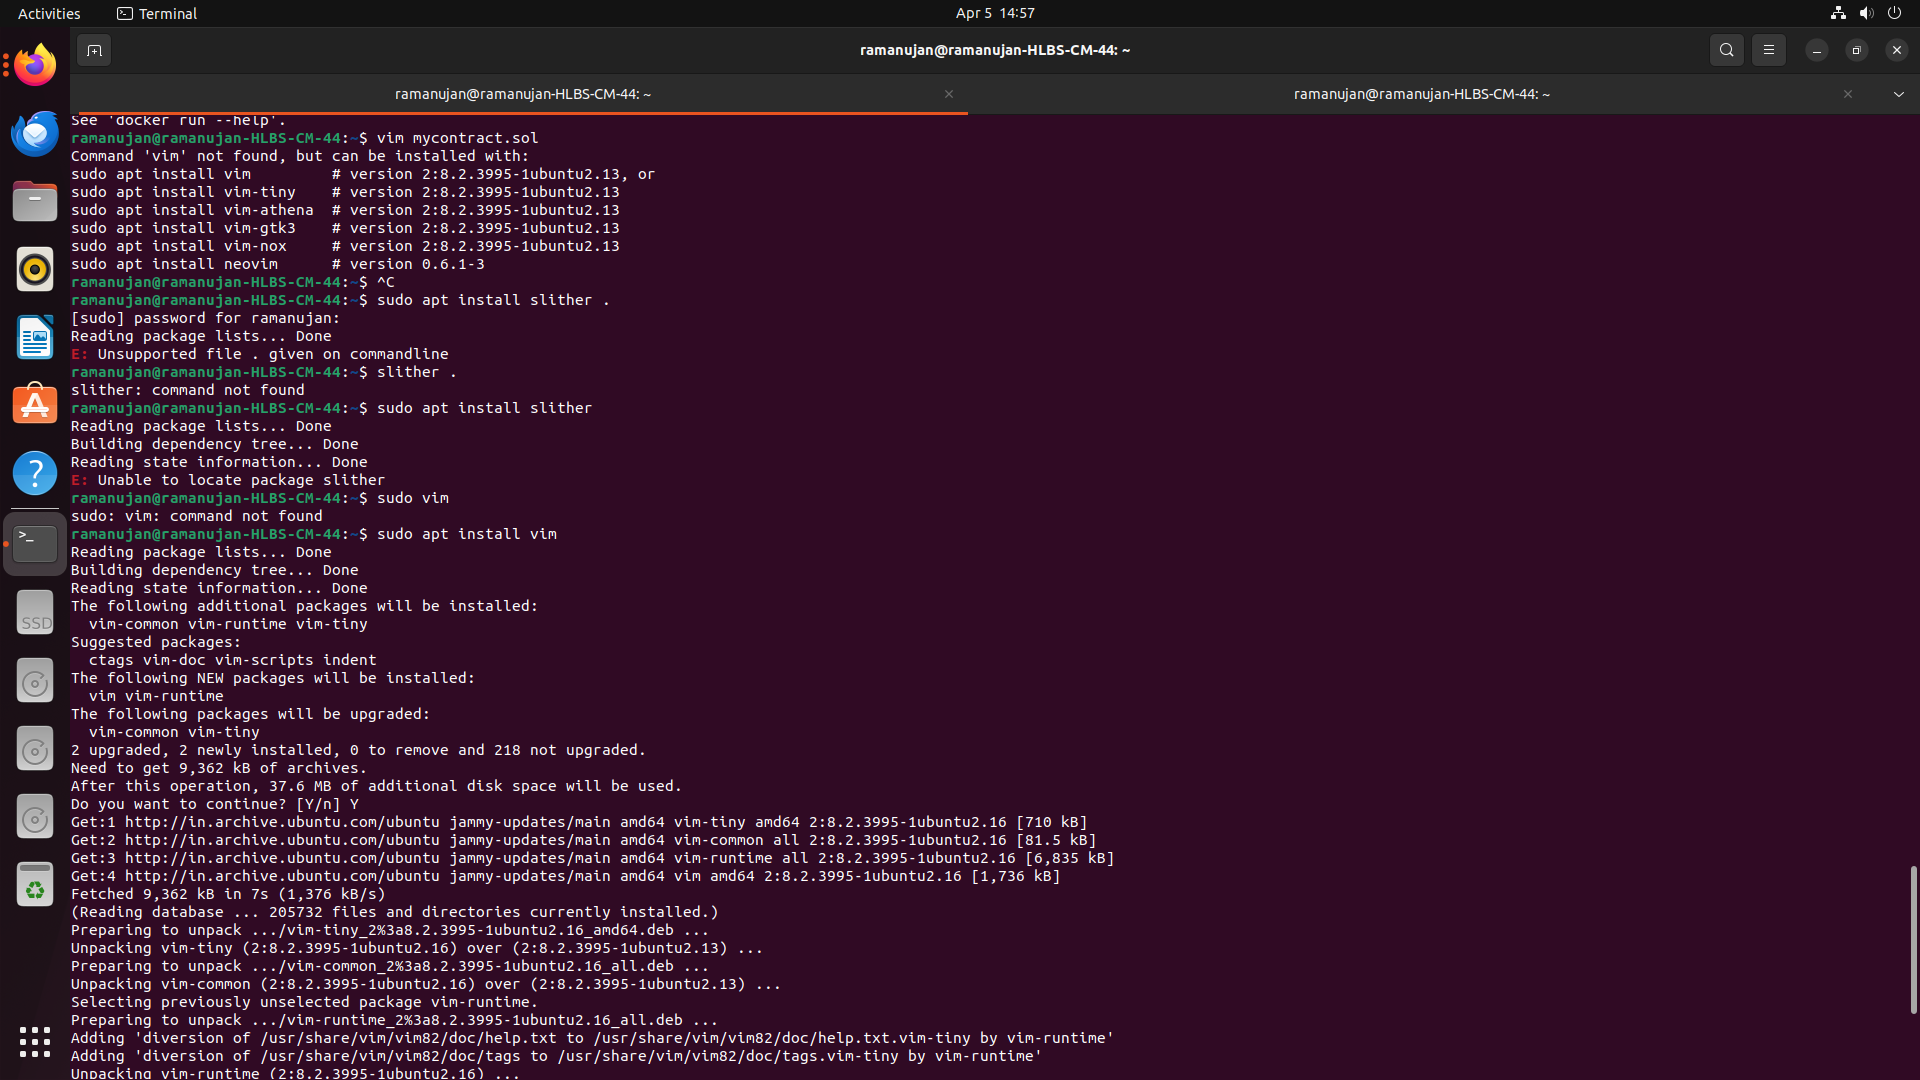 Activities
Terminal
Apr 5 14:57
ramanujan@ramanujan-HLBS-CM-44: ~
ramanujan@ramanujan-HLBS-CM-44: ~
ramanujan@ramanujan-HLBS-CM-44: ~
See 'docker run --help'.
ramanujan@ramanujan-HLBS-CM-44:~$ vim mycontract.sol
Command 'vim' not found, but can be installed with:
sudo apt install vim         # version 2:8.2.3995-1ubuntu2.13, or
sudo apt install vim-tiny    # version 2:8.2.3995-1ubuntu2.13
sudo apt install vim-athena  # version 2:8.2.3995-1ubuntu2.13
sudo apt install vim-gtk3    # version 2:8.2.3995-1ubuntu2.13
sudo apt install vim-nox     # version 2:8.2.3995-1ubuntu2.13
sudo apt install neovim      # version 0.6.1-3
ramanujan@ramanujan-HLBS-CM-44:~$ ^C
ramanujan@ramanujan-HLBS-CM-44:~$ sudo apt install slither .
[sudo] password for ramanujan:
Reading package lists... Done
E: Unsupported file . given on commandline
ramanujan@ramanujan-HLBS-CM-44:~$ slither .
slither: command not found
ramanujan@ramanujan-HLBS-CM-44:~$ sudo apt install slither
Reading package lists... Done
Building dependency tree... Done
Reading state information... Done
E: Unable to locate package slither
ramanujan@ramanujan-HLBS-CM-44:~$ sudo vim
sudo: vim: command not found
ramanujan@ramanujan-HLBS-CM-44:~$ sudo apt install vim
Reading package lists... Done
Building dependency tree... Done
Reading state information... Done
The following additional packages will be installed:
  vim-common vim-runtime vim-tiny
Suggested packages:
  ctags vim-doc vim-scripts indent
The following NEW packages will be installed:
  vim vim-runtime
The following packages will be upgraded:
  vim-common vim-tiny
2 upgraded, 2 newly installed, 0 to remove and 218 not upgraded.
Need to get 9,362 kB of archives.
After this operation, 37.6 MB of additional disk space will be used.
Do you want to continue? [Y/n] Y
Get:1 http://in.archive.ubuntu.com/ubuntu jammy-updates/main amd64 vim-tiny amd64 2:8.2.3995-1ubuntu2.16 [710 kB]
Get:2 http://in.archive.ubuntu.com/ubuntu jammy-updates/main amd64 vim-common all 2:8.2.3995-1ubuntu2.16 [81.5 kB]
Get:3 http://in.archive.ubuntu.com/ubuntu jammy-updates/main amd64 vim-runtime all 2:8.2.3995-1ubuntu2.16 [6,835 kB]
Get:4 http://in.archive.ubuntu.com/ubuntu jammy-updates/main amd64 vim amd64 2:8.2.3995-1ubuntu2.16 [1,736 kB]
Fetched 9,362 kB in 7s (1,376 kB/s)
(Reading database ... 205732 files and directories currently installed.)
Preparing to unpack .../vim-tiny_2%3a8.2.3995-1ubuntu2.16_amd64.deb ...
Unpacking vim-tiny (2:8.2.3995-1ubuntu2.16) over (2:8.2.3995-1ubuntu2.13) ...
Preparing to unpack .../vim-common_2%3a8.2.3995-1ubuntu2.16_all.deb ...
Unpacking vim-common (2:8.2.3995-1ubuntu2.16) over (2:8.2.3995-1ubuntu2.13) ...
Selecting previously unselected package vim-runtime.
Preparing to unpack .../vim-runtime_2%3a8.2.3995-1ubuntu2.16_all.deb ...
Adding 'diversion of /usr/share/vim/vim82/doc/help.txt to /usr/share/vim/vim82/doc/help.txt.vim-tiny by vim-runtime'
Adding 'diversion of /usr/share/vim/vim82/doc/tags to /usr/share/vim/vim82/doc/tags.vim-tiny by vim-runtime'
Unpacking vim-runtime (2:8.2.3995-1ubuntu2.16) ...
SSD